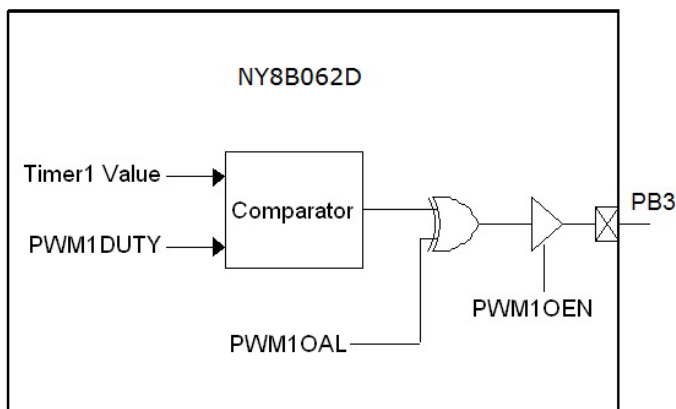 NY8B062D
Timer1 Value
Comparator
PB3
PWM1DUTY
PWM1OEN
PWM1OAL